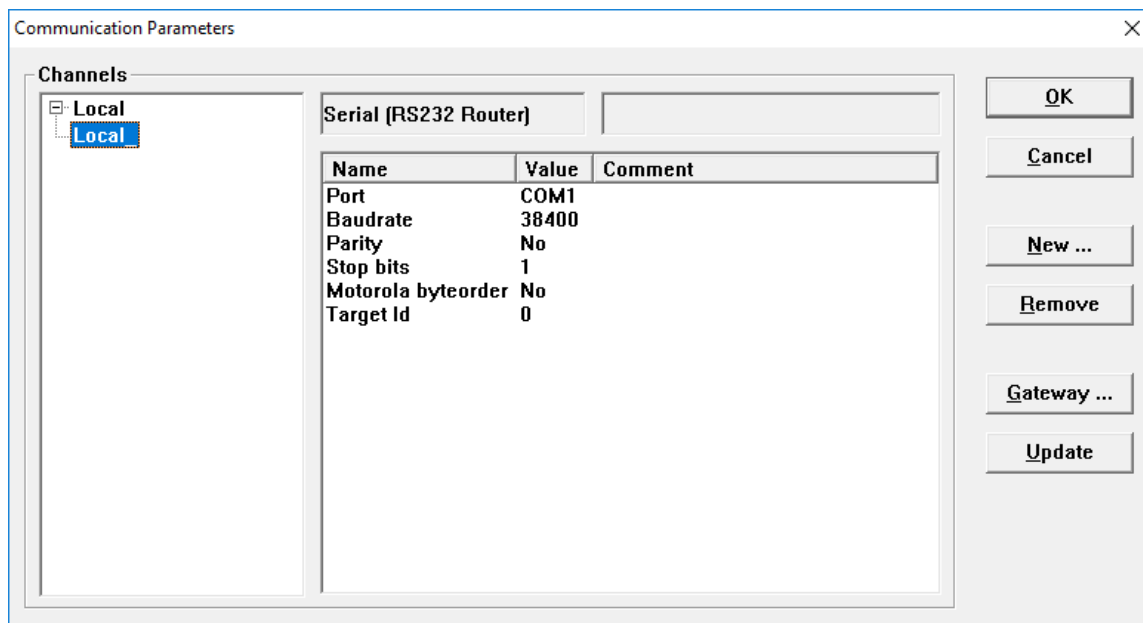 Communication Parameters
Channels
Local
Local
Serial (RS232 Router)
Name Value Comment
Port COM1
Baudrate 38400
Parity No
Stop bits 1
Motorola byteorder No
Target Id 0
OK
Cancel
New ...
Remove
Gateway ...
Update